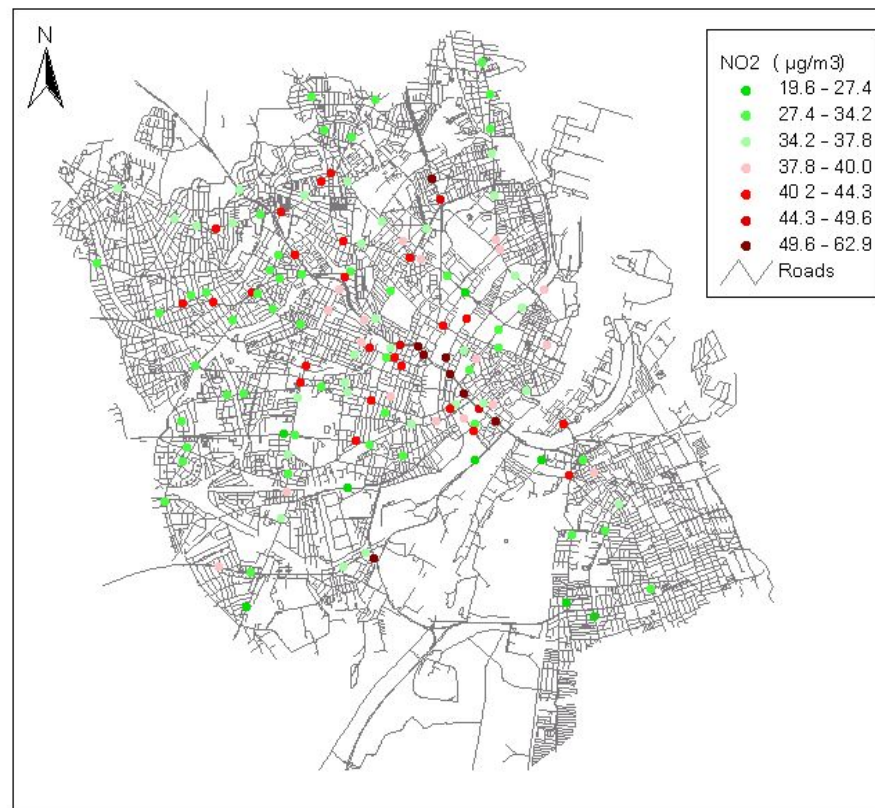 N
NO2 ( µg/m3)
19.6 - 27.4
27.4 - 34.2
34.2 - 37.8
37.8 - 40.0
40.2 - 44.3
44.3 - 49.6
49.6 - 62.9
Roads